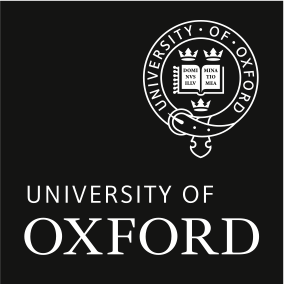 UNIVERSITY · OF · OXFORD
DOMI MINA
NVS TIO
ILLV MEA
UNIVERSITY OF
OXFORD